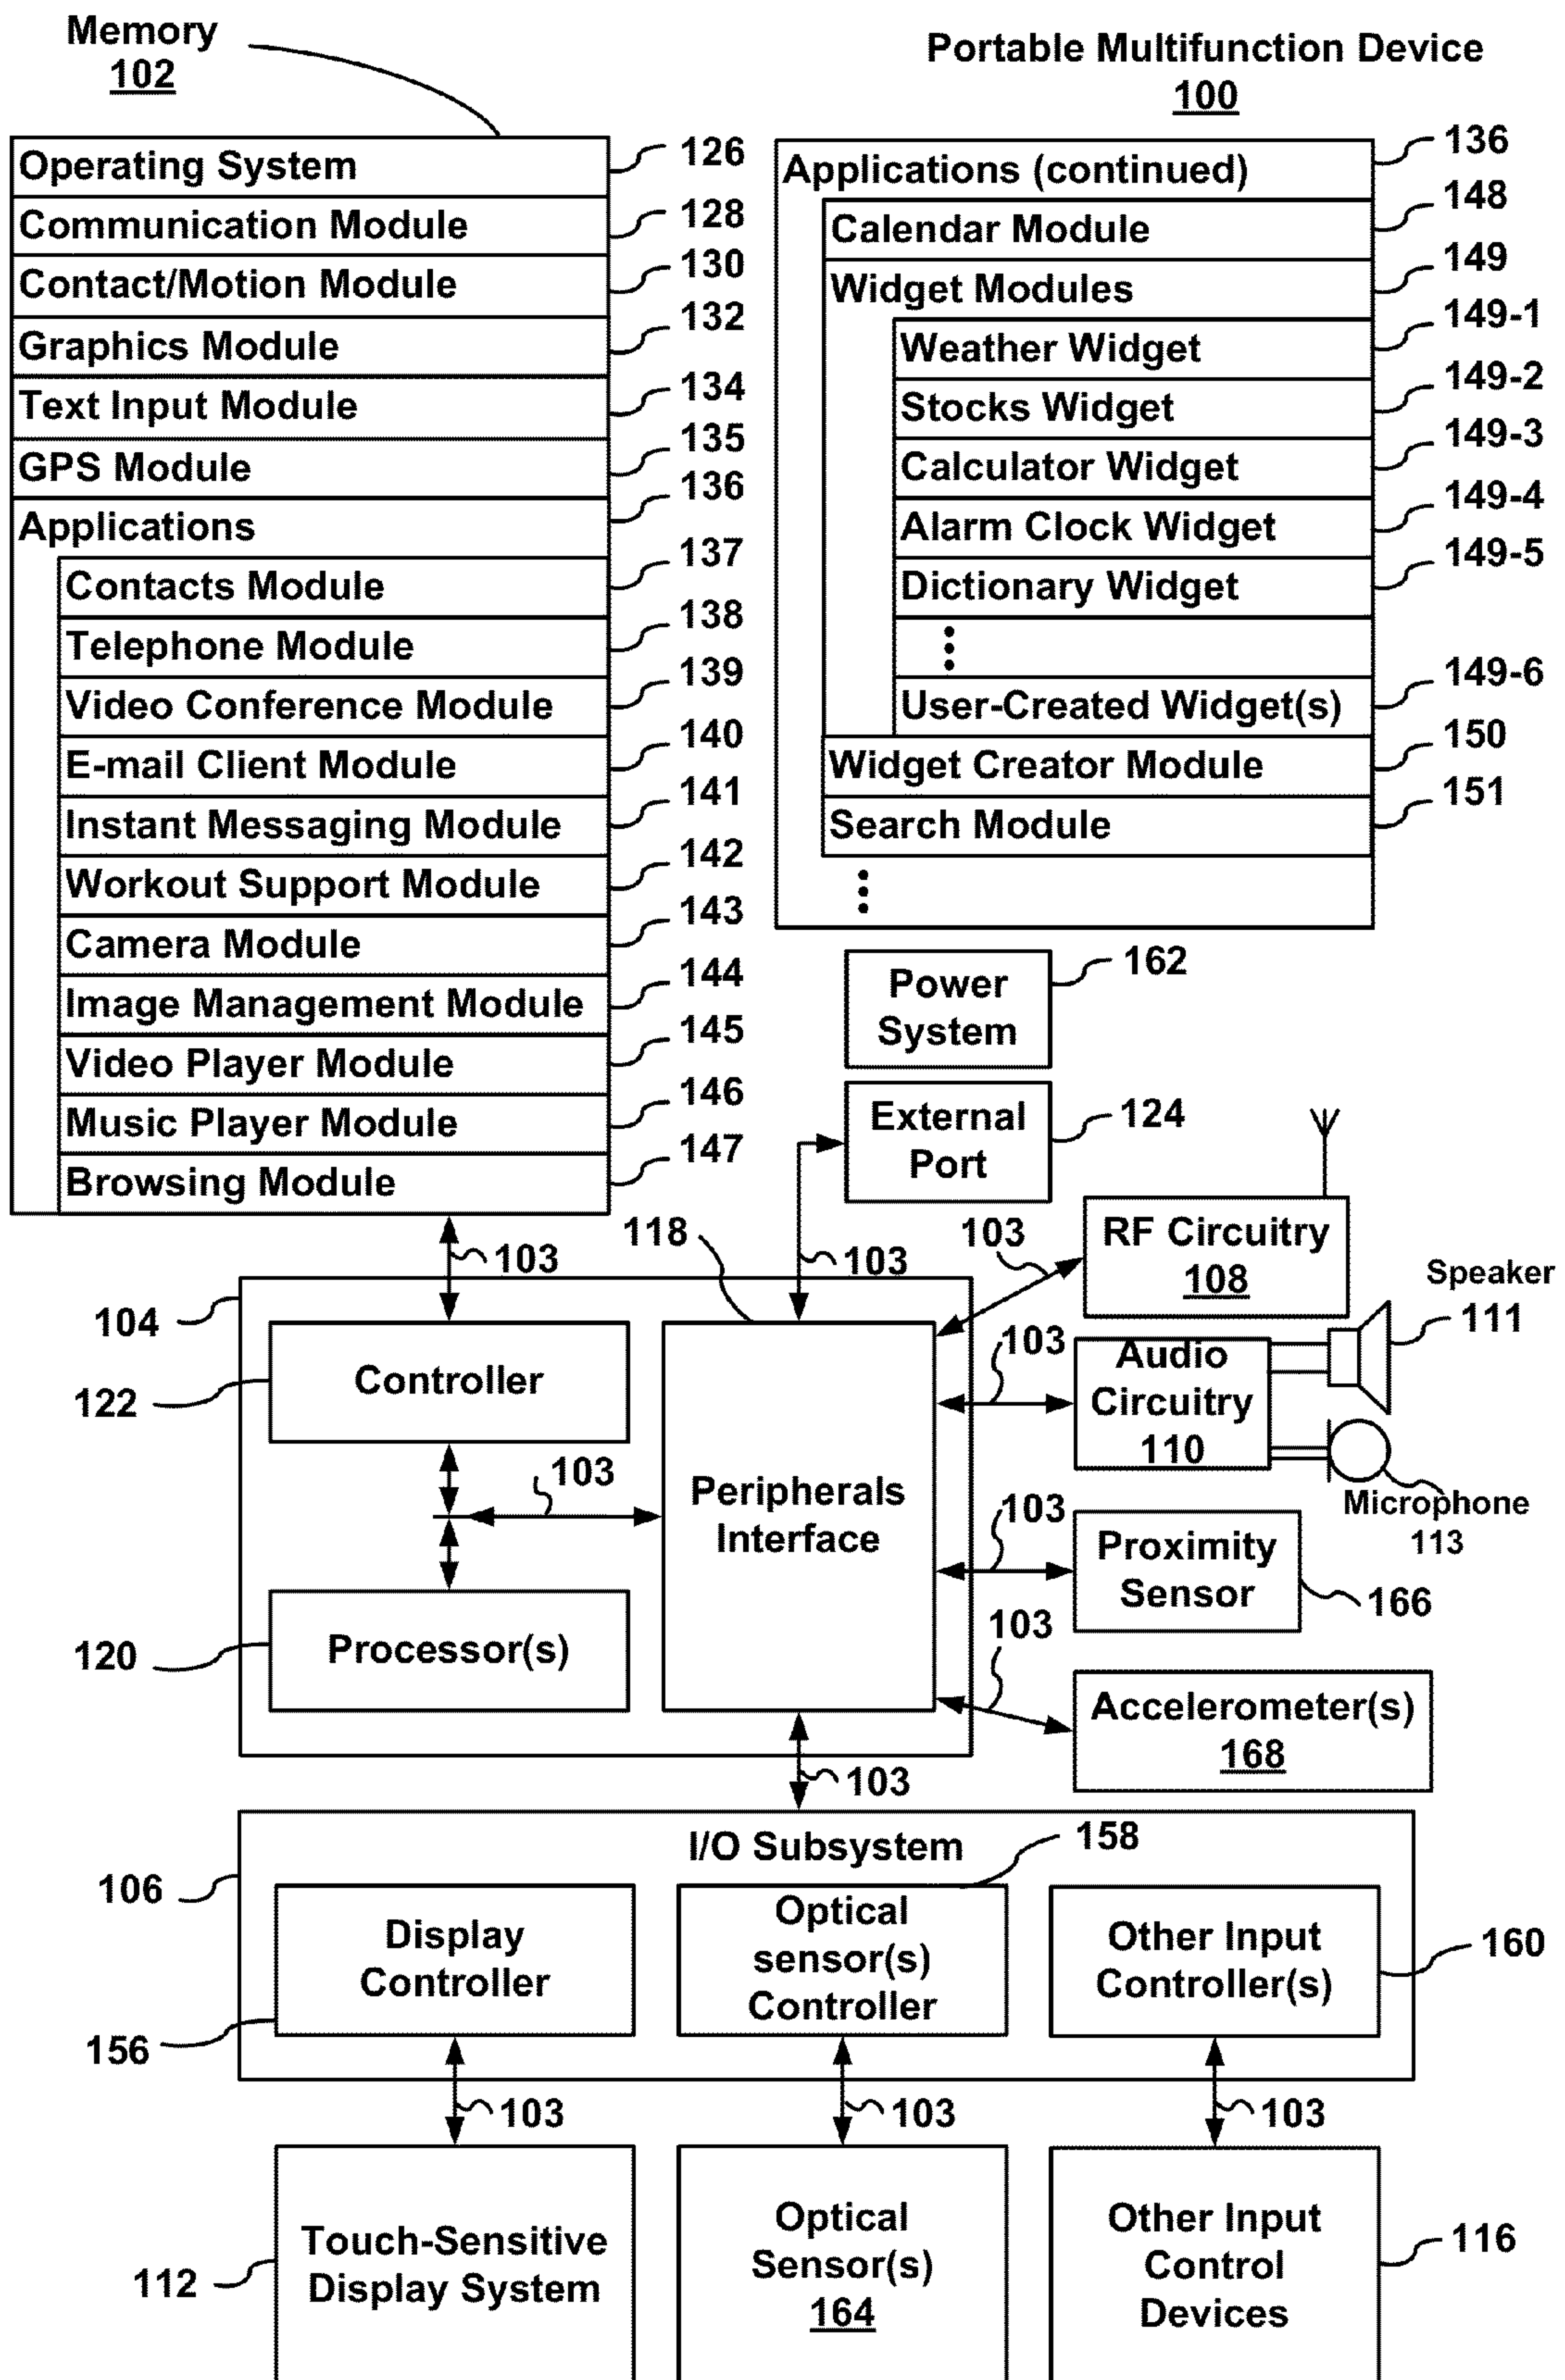 Memory
102
Portable Multifunction Device
100
Operating System
126
Communication Module
128
Contact/Motion Module
130
Graphics Module
132
Text Input Module
134
GPS Module
135
Applications
136
Contacts Module
137
Telephone Module
138
Video Conference Module
139
E-mail Client Module
140
Instant Messaging Module
141
Workout Support Module
142
Camera Module
143
Image Management Module
144
Video Player Module
145
Music Player Module
146
Browsing Module
147
Applications (continued)
136
Calendar Module
148
Widget Modules
149
Weather Widget
149-1
Stocks Widget
149-2
Calculator Widget
149-3
Alarm Clock Widget
149-4
Dictionary Widget
149-5
User-Created Widget(s)
149-6
Widget Creator Module
150
Search Module
151
Power
System
162
External
Port
124
103
118
103
103
RF Circuitry
108
Speaker
111
104
Controller
122
103
Audio
Circuitry
110
Microphone
113
103
Peripherals
Interface
103
Proximity
Sensor
166
Processor(s)
120
103
Accelerometer(s)
168
103
I/O Subsystem
158
106
Display
Controller
156
Optical
sensor(s)
Controller
Other Input
Controller(s)
160
103
103
103
Touch-Sensitive
Display System
112
Optical
Sensor(s)
164
Other Input
Control
Devices
116